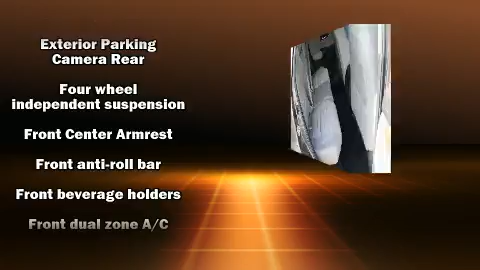 Exterior Parking
Camera Rear
Four wheel
independent suspension
Front Center Armrest
Front anti-roll bar
Front beverage holders
Front dual zone A/C